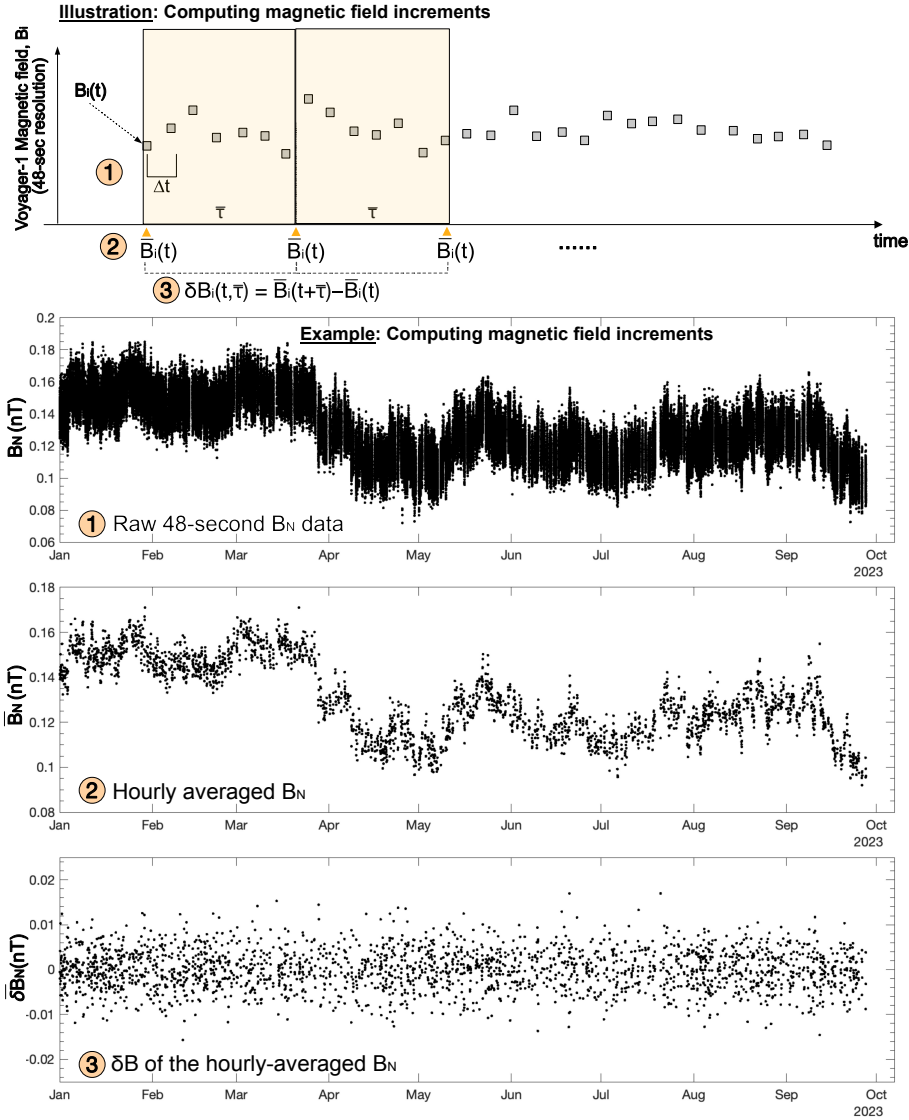 Illustration: Computing magnetic field increments
Voyager-1 Magnetic field, Bi
(48-sec resolution)
Bi(t)
1
Δt
τ̅ τ̅
time
2 B̅i(t) B̅i(t) B̅i(t) ......
3 δBi(t,τ̅) = B̅i(t+τ̅)−B̅i(t)
Example: Computing magnetic field increments
BN(nT)
0.2
0.18
0.16
0.14
0.12
0.1
0.08
0.06
1 Raw 48-second BN data
Jan Feb Mar Apr May Jun Jul Aug Sep Oct
2023
B̅N(nT)
0.18
0.16
0.14
0.12
0.1
0.08
2 Hourly averaged BN
Jan Feb Mar Apr May Jun Jul Aug Sep Oct
2023
δ̅BN(nT)
0.02
0.01
0
-0.01
-0.02
3 δB of the hourly-averaged BN
Jan Feb Mar Apr May Jun Jul Aug Sep Oct
2023